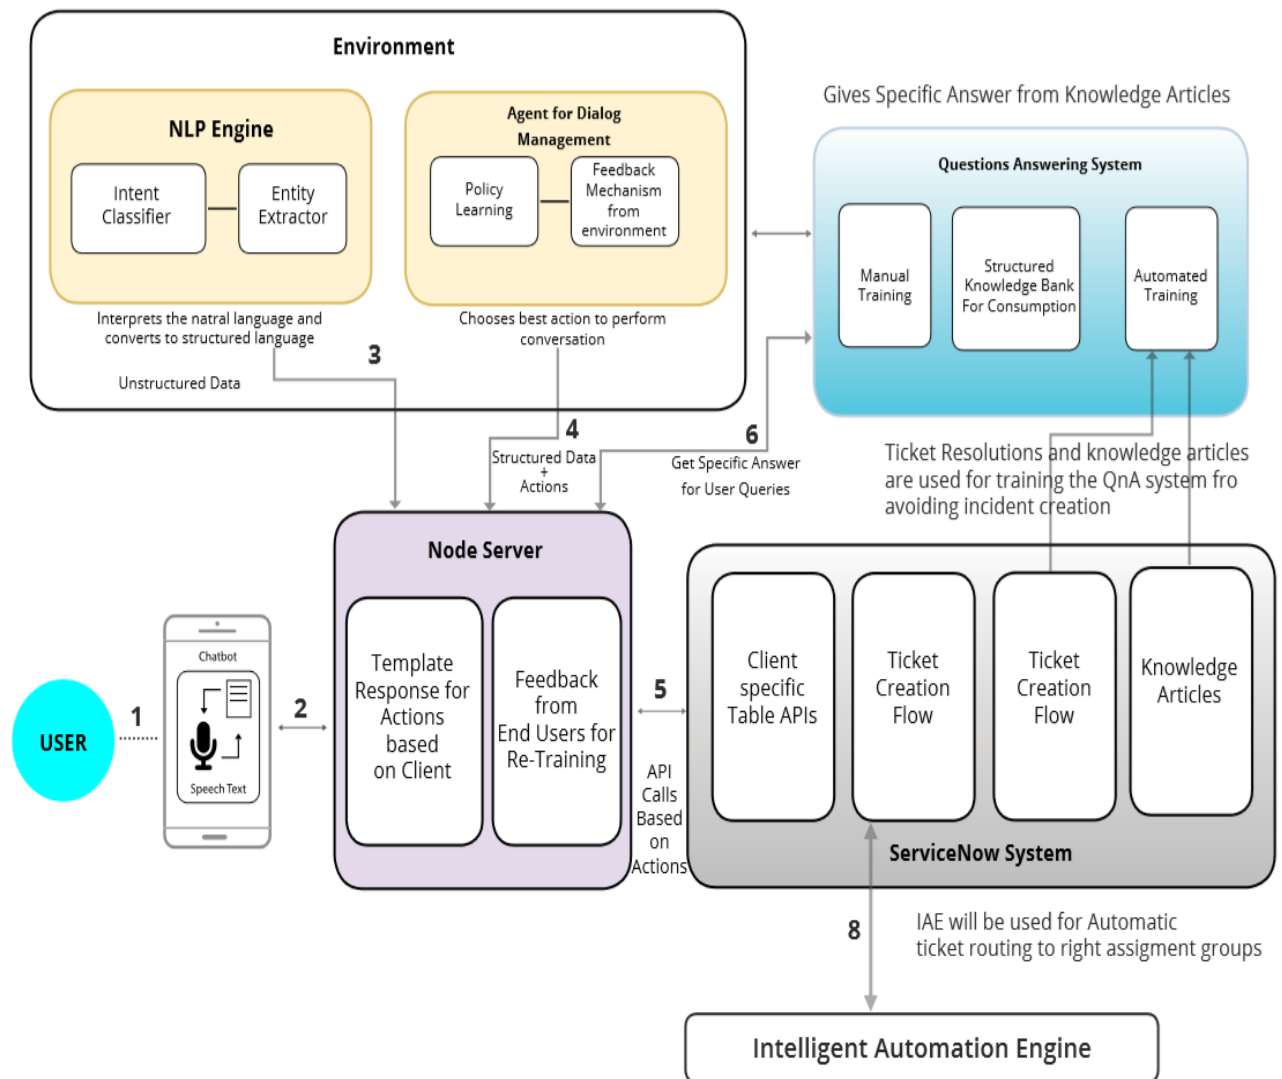 Environment
NLP Engine
Intent
Classifier
Entity
Extractor
Interprets the natral language and
converts to structured language
Unstructured Data
3
Agent for Dialog
Management
Policy
Learning
Feedback
Mechanism
from
environment
Chooses best action to perform
conversation
4
Structured Data
+
Actions
Gives Specific Answer from Knowledge Articles
Questions Answering System
Manual
Training
Structured
Knowledge Bank
For Consumption
Automated
Training
6
Get Specific Answer
for User Queries
Ticket Resolutions and knowledge articles
are used for training the QnA system fro
avoiding incident creation
USER
1
Chatbot
Speech Text
2
Node Server
Template
Response for
Actions
based
on Client
Feedback
from
End Users for
Re-Training
5
API
Calls
Based
on
Actions
Client
specific
Table APIs
Ticket
Creation
Flow
Ticket
Creation
Flow
Knowledge
Articles
ServiceNow System
8
IAE will be used for Automatic
ticket routing to right assigment groups
Intelligent Automation Engine